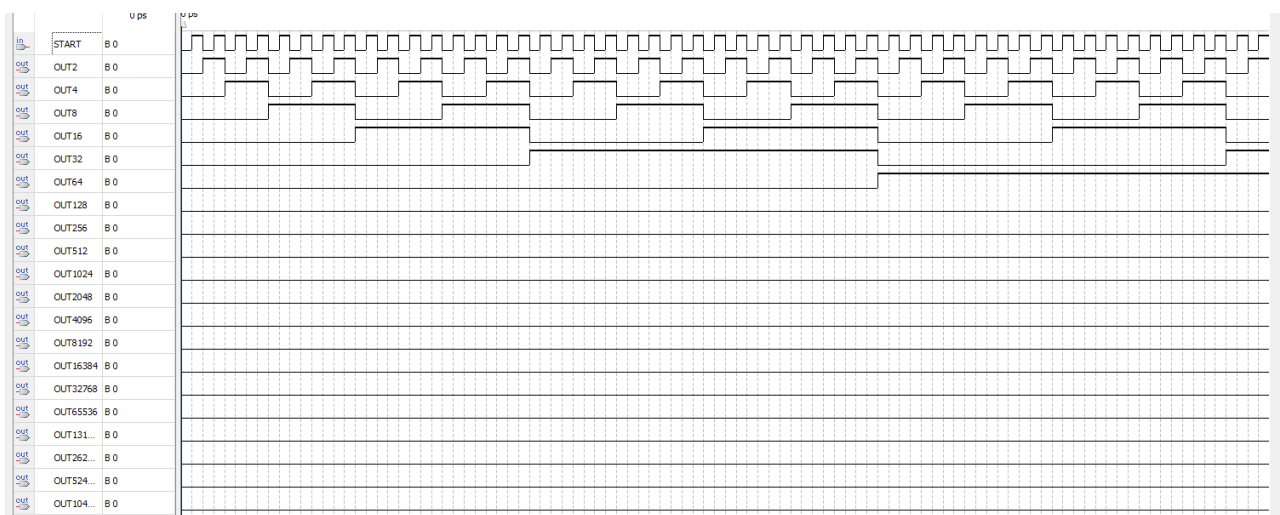 0 ps
0 ps
in START B 0
out OUT2 B 0
out OUT4 B 0
out OUT8 B 0
out OUT16 B 0
out OUT32 B 0
out OUT64 B 0
out OUT128 B 0
out OUT256 B 0
out OUT512 B 0
out OUT1024 B 0
out OUT2048 B 0
out OUT4096 B 0
out OUT8192 B 0
out OUT16384 B 0
out OUT32768 B 0
out OUT65536 B 0
out OUT131... B 0
out OUT262... B 0
out OUT524... B 0
out OUT104... B 0